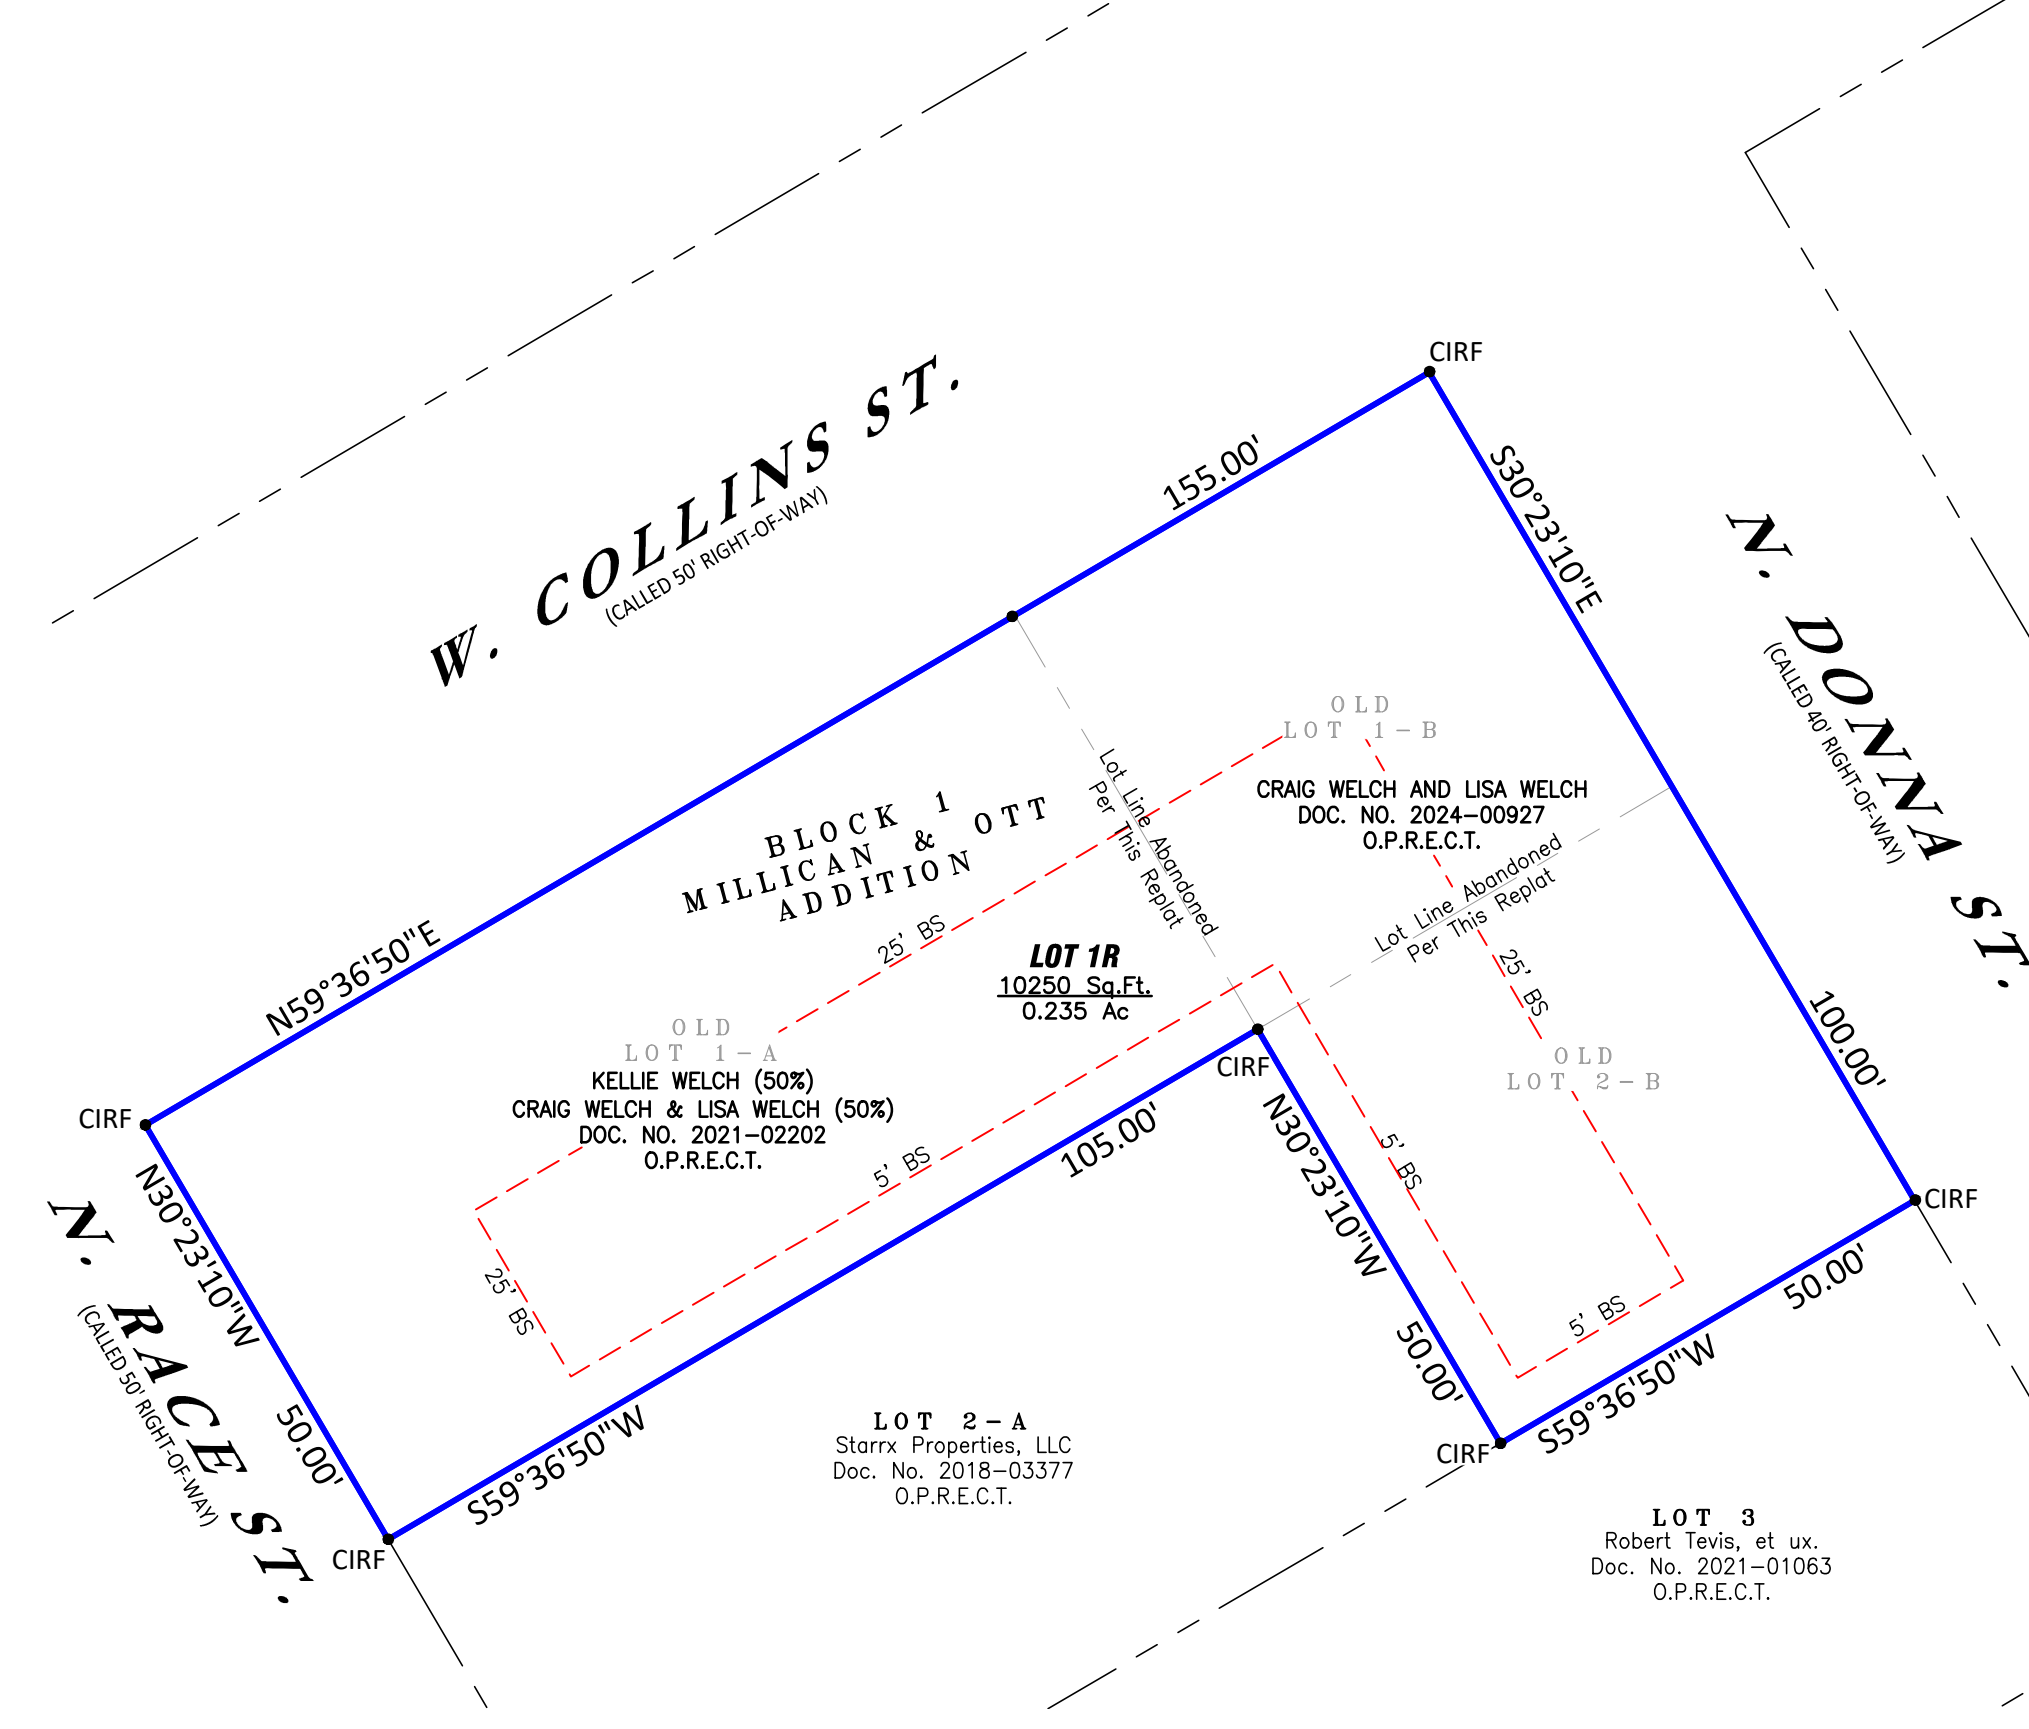 CIRF
155.00'
S30°23'10"E
W. COLLINS ST.
(CALLED 50' RIGHT-OF-WAY)
N. DONNA ST.
(CALLED 40' RIGHT-OF-WAY)
OLD
LOT 1-B
Lot Line Abandoned
Per This Replat
CRAIG WELCH AND LISA WELCH
DOC. NO. 2024-00927
O.P.R.E.C.T.
BLOCK 1
MILLICAN & OTT
ADDITION
Lot Line Abandoned
Per This Replat
25' BS
LOT 1R
10250 Sq.Ft.
0.235 Ac
25' BS
N59°36'50"E
100.00'
OLD
LOT 1-A
KELLIE WELCH (50%)
CRAIG WELCH & LISA WELCH (50%)
DOC. NO. 2021-02202
O.P.R.E.C.T.
CIRF
OLD
LOT 2-B
CIRF
105.00'
5' BS
5' BS
N30°23'10"W
CIRF
N30°23'10"W
25' BS
50.00'
5' BS
N. RACE ST.
(CALLED 50' RIGHT-OF-WAY)
50.00'
50.00'
S59°36'50"W
CIRF
S59°36'50"W
CIRF
LOT 2-A
Starrx Properties, LLC
Doc. No. 2018-03377
O.P.R.E.C.T.
LOT 3
Robert Tevis, et ux.
Doc. No. 2021-01063
O.P.R.E.C.T.